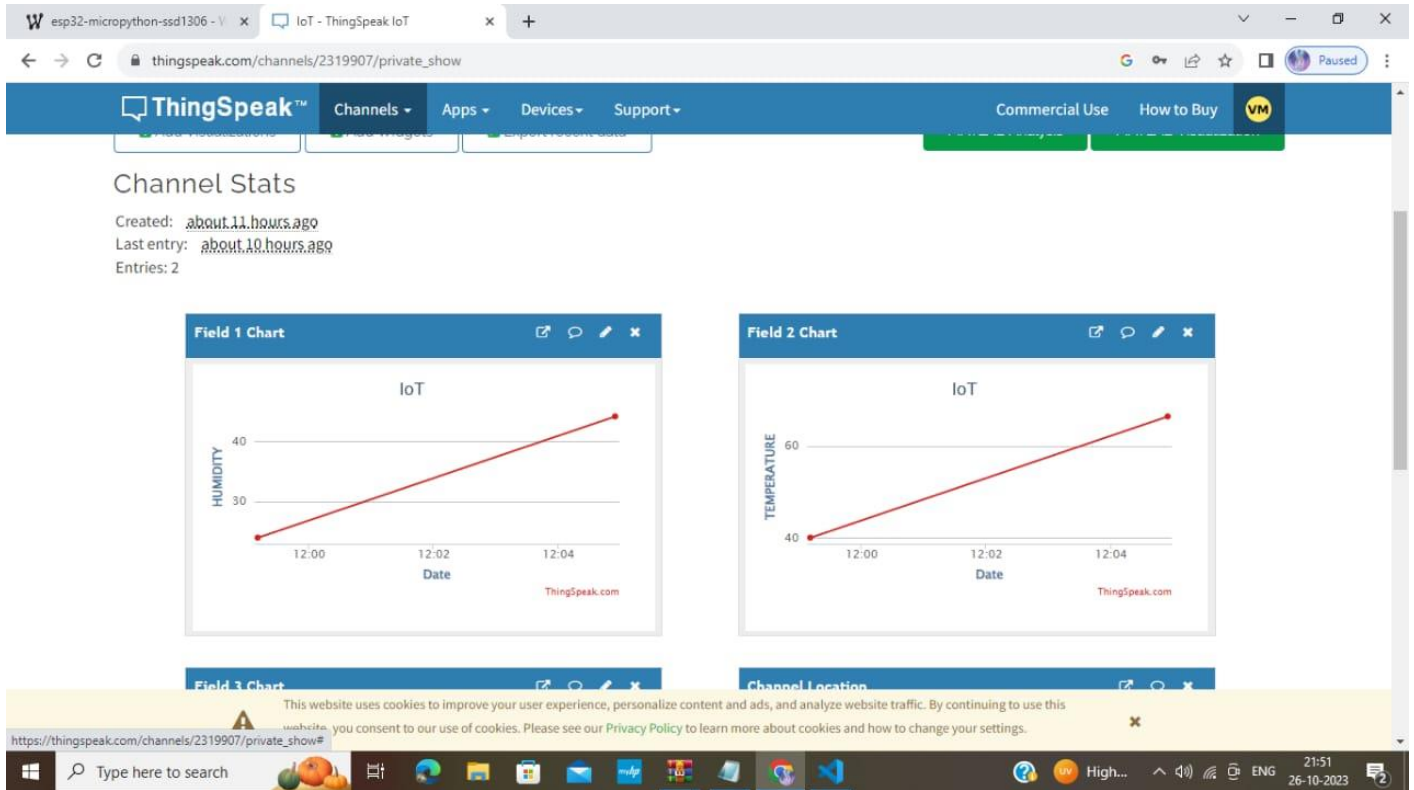 esp32-micropython-ssd1306 - W
IoT - ThingSpeak IoT
thingspeak.com/channels/2319907/private_show
Paused
ThingSpeak™ Channels Apps Devices Support Commercial Use How to Buy VM
Channel Stats
Created: about 11 hours ago
Last entry: about 10 hours ago
Entries: 2
Field 1 Chart
IoT
HUMIDITY
40
30
12:00 12:02 12:04
Date
ThingSpeak.com
Field 2 Chart
IoT
TEMPERATURE
60
40
12:00 12:02 12:04
Date
ThingSpeak.com
Field 3 Chart
Channel Location
This website uses cookies to improve your user experience, personalize content and ads, and analyze website traffic. By continuing to use this
website, you consent to our use of cookies. Please see our Privacy Policy to learn more about cookies and how to change your settings.
https://thingspeak.com/channels/2319907/private_show#
Type here to search
UV High... ENG 21:51
26-10-2023
2